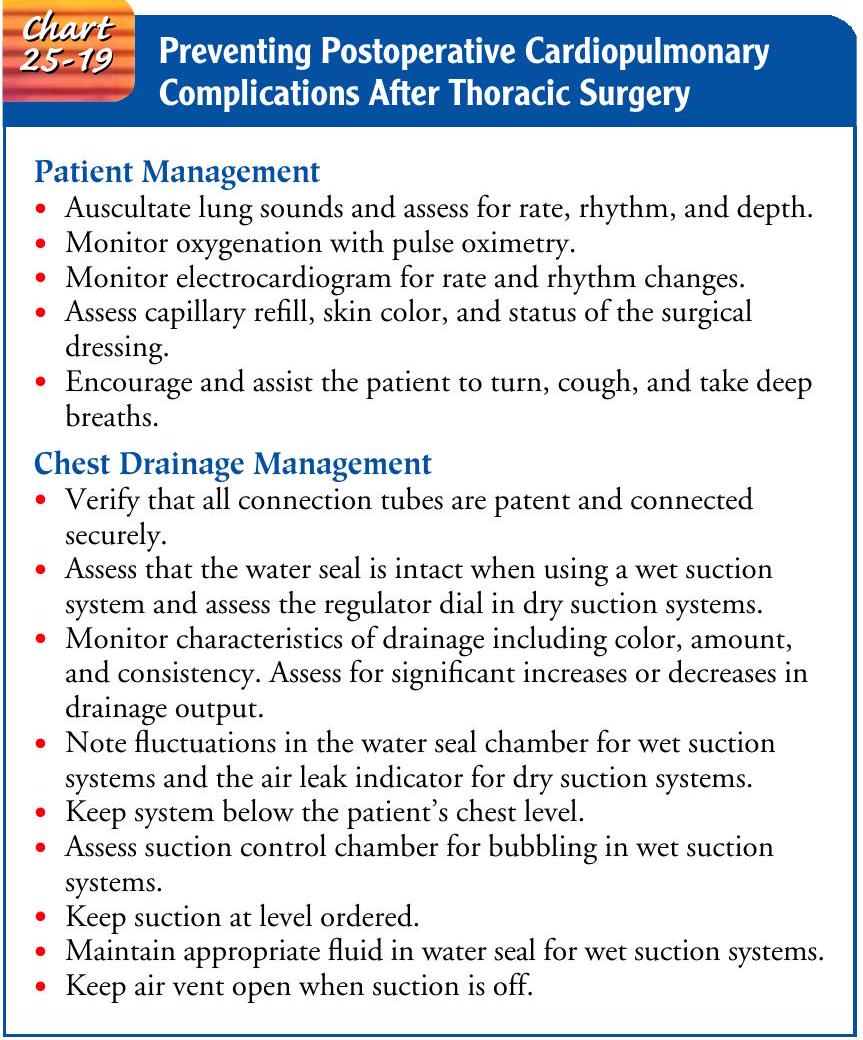 Chart
25-19
Preventing Postoperative Cardiopulmonary
Complications After Thoracic Surgery
Patient Management
• Auscultate lung sounds and assess for rate, rhythm, and depth.
• Monitor oxygenation with pulse oximetry.
• Monitor electrocardiogram for rate and rhythm changes.
• Assess capillary refill, skin color, and status of the surgical
dressing.
• Encourage and assist the patient to turn, cough, and take deep
breaths.
Chest Drainage Management
• Verify that all connection tubes are patent and connected
securely.
• Assess that the water seal is intact when using a wet suction
system and assess the regulator dial in dry suction systems.
• Monitor characteristics of drainage including color, amount,
and consistency. Assess for significant increases or decreases in
drainage output.
• Note fluctuations in the water seal chamber for wet suction
systems and the air leak indicator for dry suction systems.
• Keep system below the patient’s chest level.
• Assess suction control chamber for bubbling in wet suction
systems.
• Keep suction at level ordered.
• Maintain appropriate fluid in water seal for wet suction systems.
• Keep air vent open when suction is off.